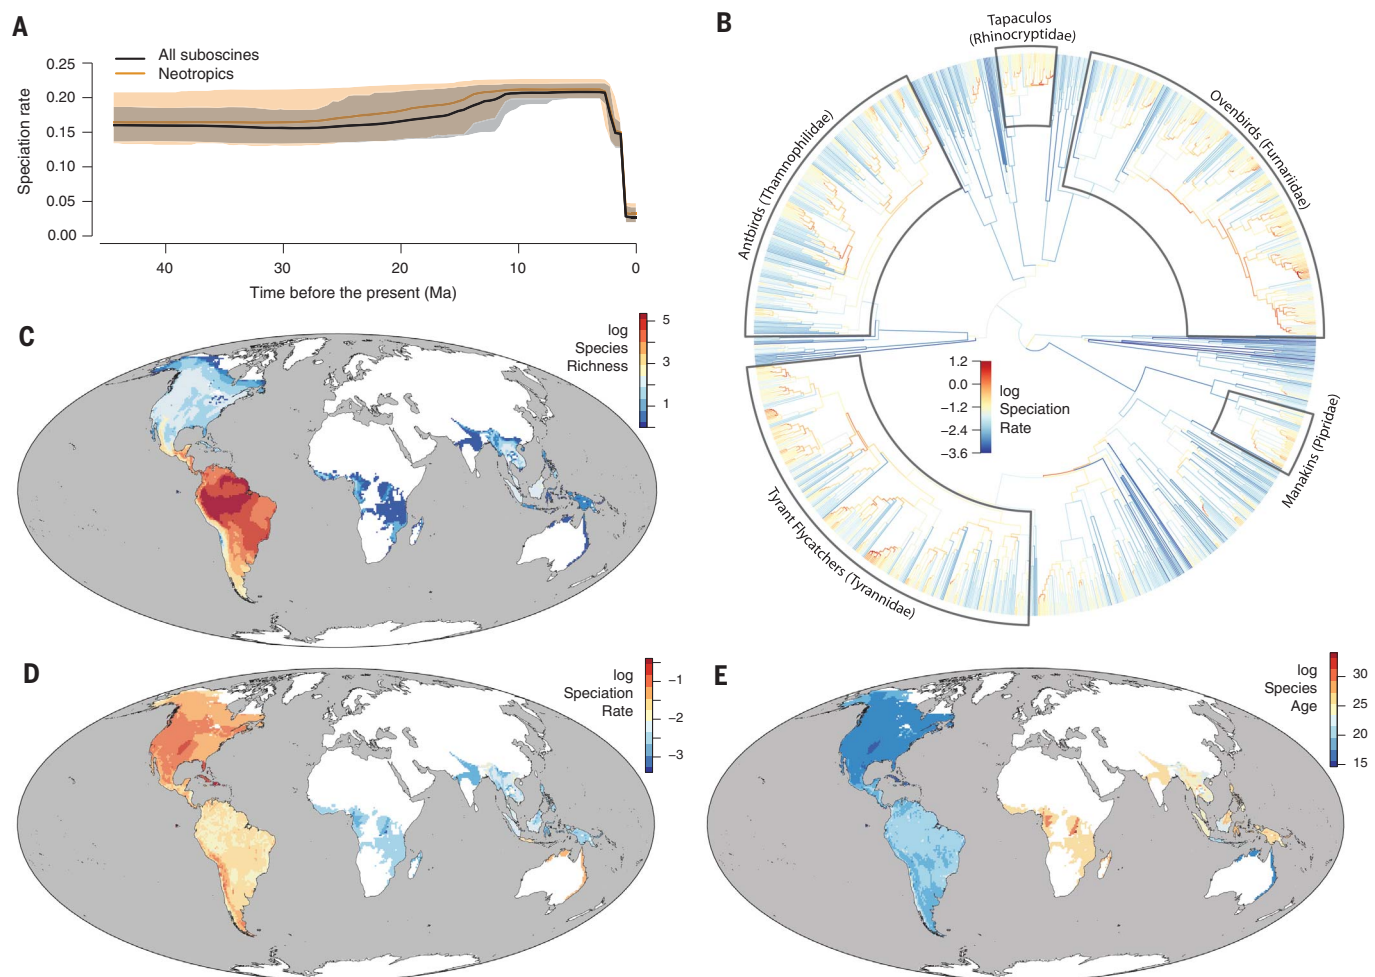 A
All suboscines
Neotropics
Speciation rate
0.25
0.20
0.15
0.10
0.05
0.00
40
30
20
10
0
Time before the present (Ma)
B
Tapaculos
(Rhinocryptidae)
Antbirds (Thamnophilidae)
Ovenbirds (Furnariidae)
Manakins (Pipridae)
Tyrant Flycatchers (Tyrannidae)
1.2
0.0
−1.2
−2.4
−3.6
log
Speciation
Rate
C
log
Species
Richness
5
3
1
D
log
Speciation
Rate
−1
−2
−3
E
log
Species
Age
30
25
20
15